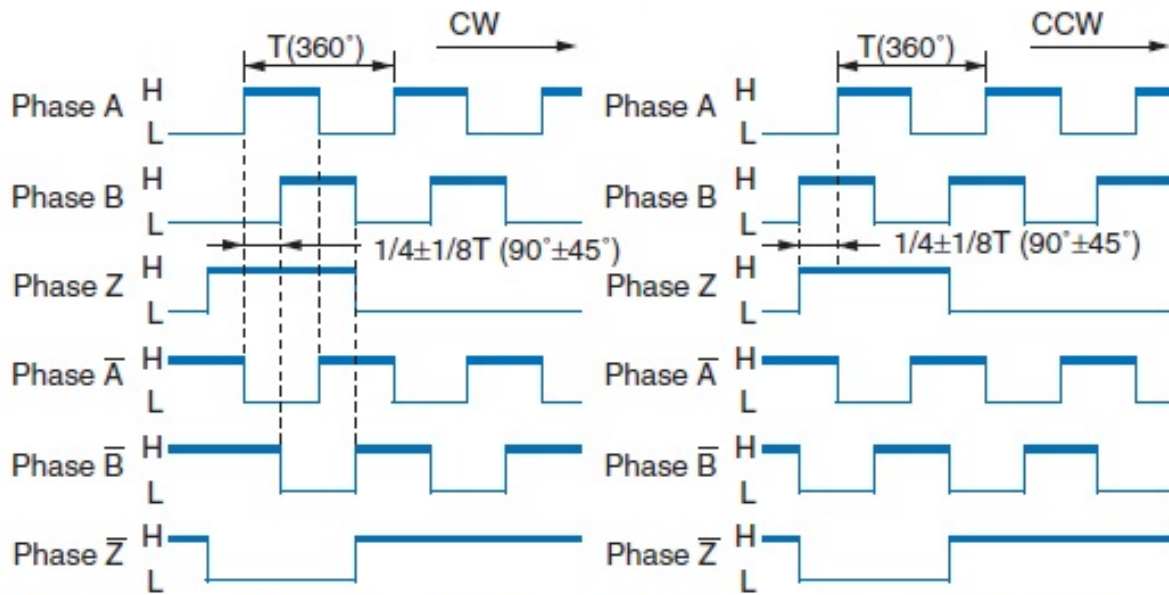 CW
T(360˚)
Phase A H
L
Phase B H
L
1/4±1/8T (90˚±45˚)
Phase Z H
L
Phase A̅ H
L
Phase B̅ H
L
Phase Z̅ H
L
CCW
T(360˚)
Phase A H
L
Phase B H
L
1/4±1/8T (90˚±45˚)
Phase Z H
L
Phase A̅ H
L
Phase B̅ H
L
Phase Z̅ H
L